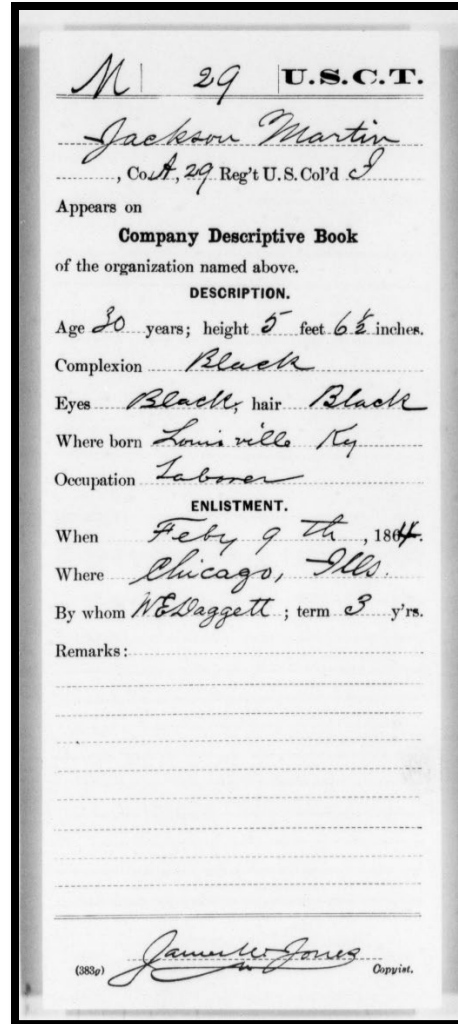 M | 29 | U.S.C.T.
Jackson Martin
, Co. A, 29 Reg't U. S. Col'd I
Appears on
Company Descriptive Book
of the organization named above.
DESCRIPTION.
Age 30 years; height 5 feet 6½ inches.
Complexion Black
Eyes Black, hair Black
Where born Louisville Ky
Occupation Laborer
ENLISTMENT.
When Feby 9th, 1864.
Where Chicago, Ills.
By whom W E Daggett; term 3 y'rs.
Remarks:
James W Jones
(383g) Copyist.